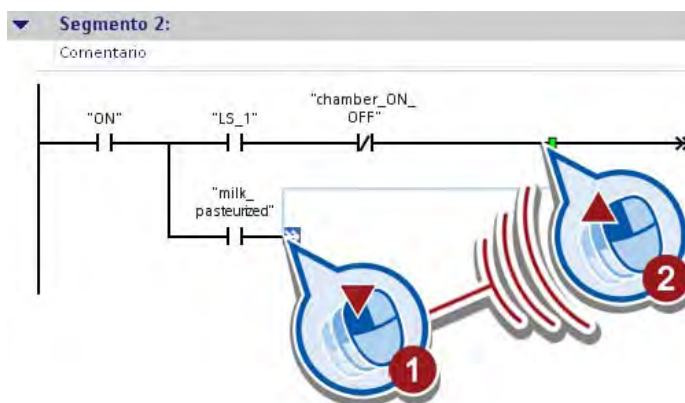 Segmento 2:
Comentario
"chamber_ON_
"ON" "LS_1" OFF"
"milk_
pasteurized"
2
1